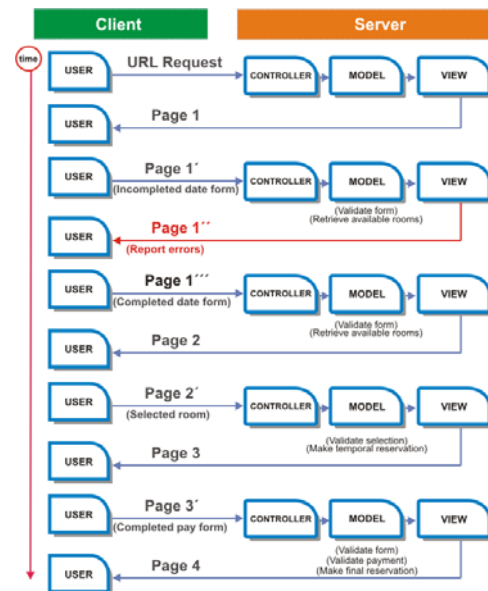 Client
Server
time
USER
URL Request
CONTROLLER
MODEL
VIEW
USER
Page 1
USER
Page 1´
(Incompleted date form)
CONTROLLER
MODEL
VIEW
(Validate form)
(Retrieve available rooms)
USER
Page 1´´
(Report errors)
USER
Page 1´´´
(Completed date form)
CONTROLLER
MODEL
VIEW
(Validate form)
(Retrieve available rooms)
USER
Page 2
USER
Page 2´
(Selected room)
CONTROLLER
MODEL
VIEW
(Validate selection)
(Make temporal reservation)
USER
Page 3
USER
Page 3´
(Completed pay form)
CONTROLLER
MODEL
VIEW
(Validate form)
(Validate payment)
(Make final reservation)
USER
Page 4